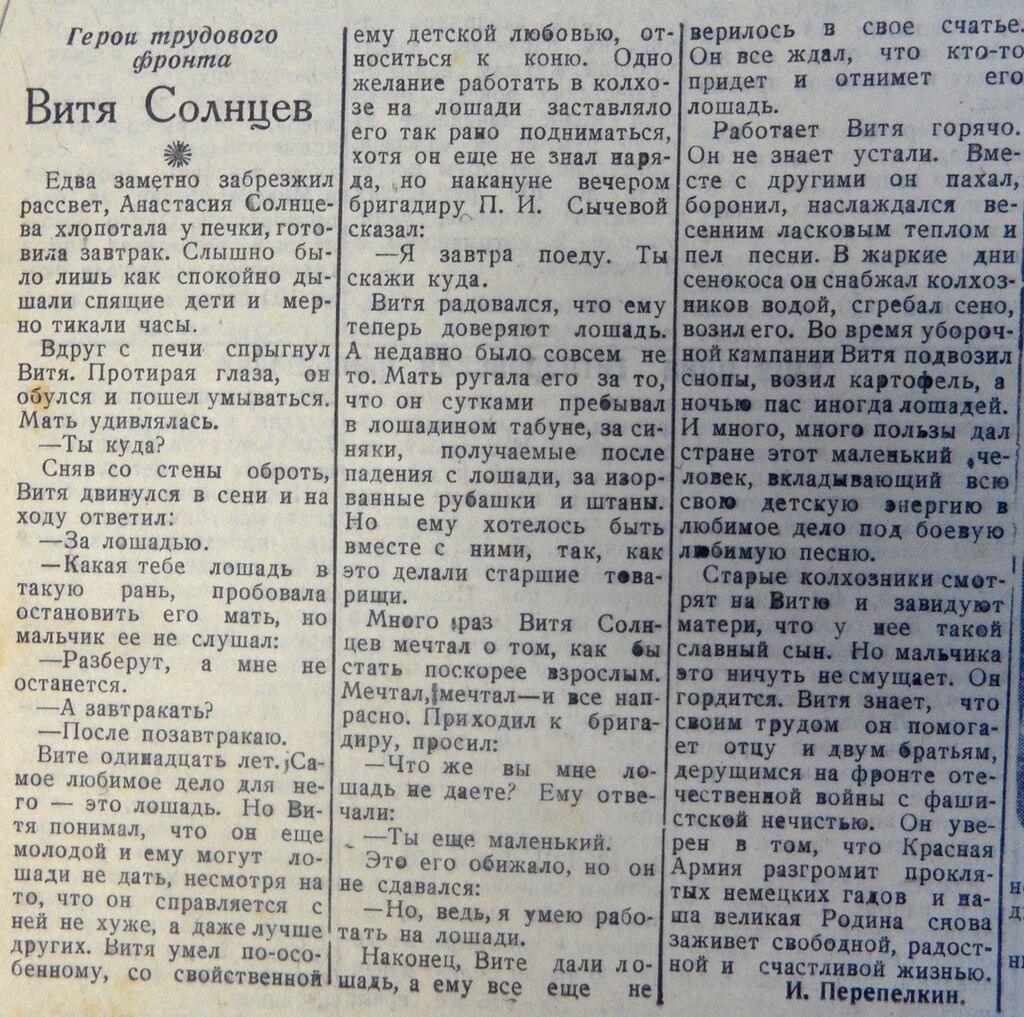 Герои трудового
фронта
Витя Солнцев
Едва заметно забрезжил
рассвет, Анастасия Солнце-
ва хлопотала у печки, гото-
вила завтрак. Слышно бы-
ло лишь как спокойно ды-
шали спящие дети и мер-
но тикали часы.
Вдруг с печи спрыгнул
Витя. Протирая глаза, он
обулся и пошел умываться.
Мать удивлялась.
—Ты куда?
Сняв со стены оброть,
Витя двинулся в сени и на
ходу ответил:
—За лошадью.
—Какая тебе лошадь в
такую рань, пробовала
остановить его мать, но
мальчик ее не слушал:
—Разберут, а мне не
останется.
—А завтракать?
—После позавтракаю.
Вите одинадцать лет. Са-
мое любимое дело для не-
го — это лошадь. Но Ви-
тя понимал, что он еще
молодой и ему могут ло-
шади не дать, несмотря на
то, что он справляется с
ней не хуже, а даже лучше
других. Витя умел по-осо-
бенному, со свойственной
ему детской любовью, от-
носиться к коню. Одно
желание работать в колхо-
зе на лошади заставляло
его так рано подниматься,
хотя он еще не знал наря-
да, но накануне вечером
бригадиру П. И. Сычевой
сказал:
—Я завтра поеду. Ты
скажи куда.
Витя радовался, что ему
теперь доверяют лошадь.
А недавно было совсем не
то. Мать ругала его за то,
что он сутками пребывал
в лошадином табуне, за си-
няки, получаемые после
падения с лошади, за изор-
ванные рубашки и штаны.
Но ему хотелось быть
вместе с ними, так, как
это делали старшие това-
рищи.
Много раз Витя Солн-
цев мечтал о том, как бы
стать поскорее взрослым.
Мечтал, мечтал—и все нап-
расно. Приходил к брига-
диру, просил:
—Что же вы мне ло-
шадь не даете? Ему отве-
чали:
—Ты еще маленький.
Это его обижало, но он
не сдавался:
—Но, ведь, я умею рабо-
тать на лошади.
Наконец, Вите дали ло-
шадь, а ему все еще не
верилось в свое счатье.
Он все ждал, что кто-то
придет и отнимет его
лошадь.
Работает Витя горячо.
Он не знает устали. Вме-
сте с другими он пахал,
боронил, наслаждался ве-
сенним ласковым теплом и
пел песни. В жаркие дни
сенокоса он снабжал колхоз-
ников водой, сгребал сено,
возил его. Во время убороч-
ной кампании Витя подвозил
снопы, возил картофель, а
ночью пас иногда лошадей.
И много, много пользы дал
стране этот маленький че-
ловек, вкладывающий всю
свою детскую энергию в
любимое дело под боевую
любимую песню.
Старые колхозники смот-
рят на Витю и завидуют
матери, что у нее такой
славный сын. Но мальчика
это ничуть не смущает. Он
гордится. Витя знает, что
своим трудом он помога-
ет отцу и двум братьям,
дерущимся на фронте оте-
чественной войны с фаши-
стской нечистью. Он уве-
рен в том, что Красная
Армия разгромит прокля-
тых немецких гадов и на-
ша великая Родина снова
заживет свободной, радост-
ной и счастливой жизнью.
И. Перепелкин.